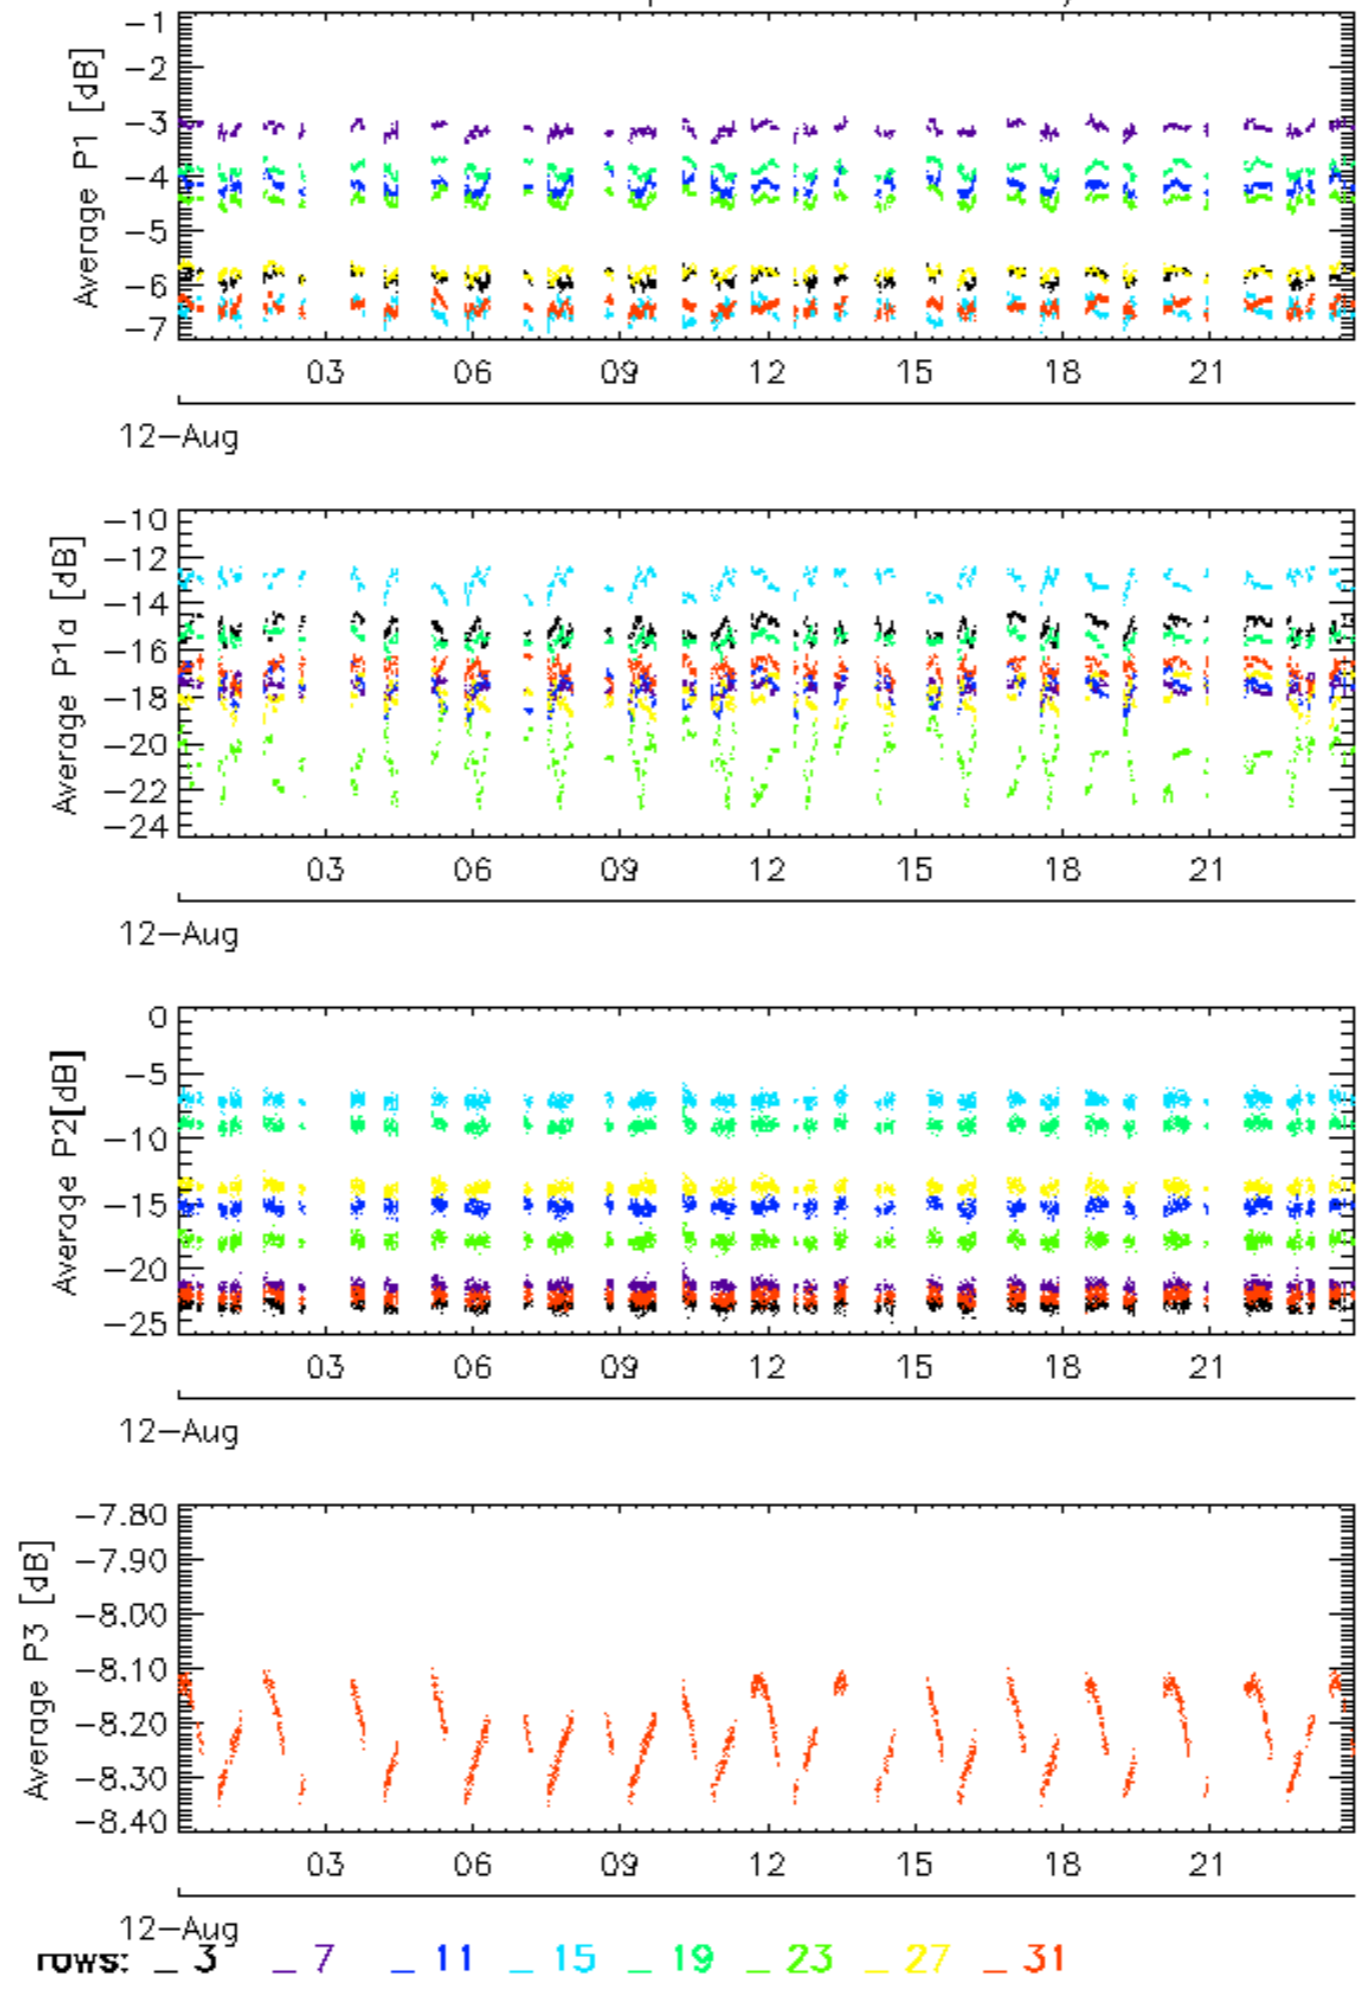 Average P1 [dB]
-1
-2
-3
-4
-5
-6
-7
03 06 09 12 15 18 21
12-Aug
Average P1a [dB]
-10
-12
-14
-16
-18
-20
-22
-24
03 06 09 12 15 18 21
12-Aug
Average P2[dB]
0
-5
-10
-15
-20
-25
03 06 09 12 15 18 21
12-Aug
Average P3 [dB]
-7.80
-7.90
-8.00
-8.10
-8.20
-8.30
-8.40
03 06 09 12 15 18 21
12-Aug
rows: _ 3 _ 7 _ 11 _ 15 _ 19 _ 23 _ 27 _ 31